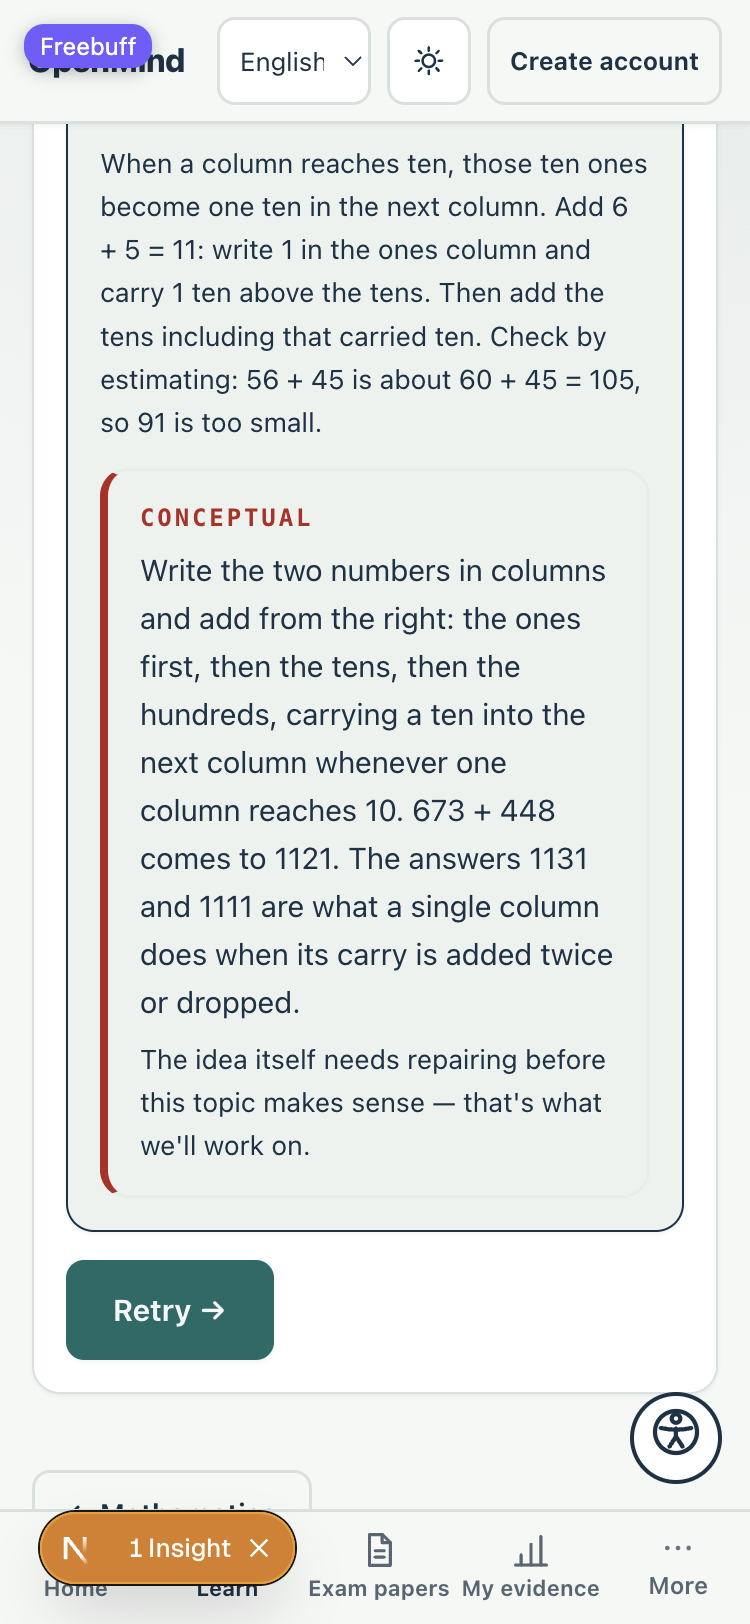 Freebuff
English
Create account
When a column reaches ten, those ten ones
become one ten in the next column. Add 6
+ 5 = 11: write 1 in the ones column and
carry 1 ten above the tens. Then add the
tens including that carried ten. Check by
estimating: 56 + 45 is about 60 + 45 = 105,
so 91 is too small.
CONCEPTUAL
Write the two numbers in columns
and add from the right: the ones
first, then the tens, then the
hundreds, carrying a ten into the
next column whenever one
column reaches 10. 673 + 448
comes to 1121. The answers 1131
and 1111 are what a single column
does when its carry is added twice
or dropped.
The idea itself needs repairing before
this topic makes sense — that's what
we'll work on.
Retry →
1 Insight
Home
Learn
Exam papers
My evidence
More